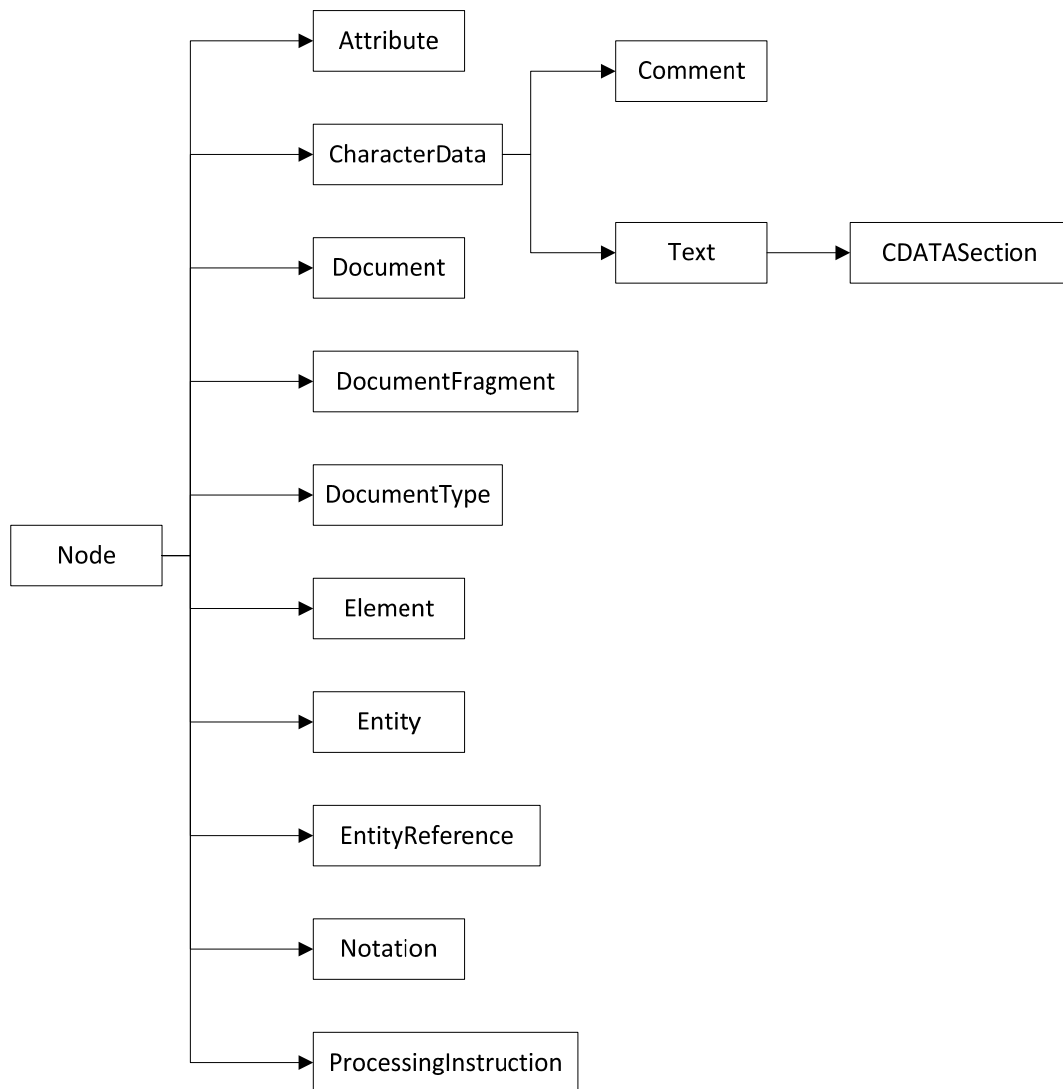 Attribute
Comment
CharacterData
Text
CDATASection
Document
DocumentFragment
DocumentType
Node
Element
Entity
EntityReference
Notation
ProcessingInstruction